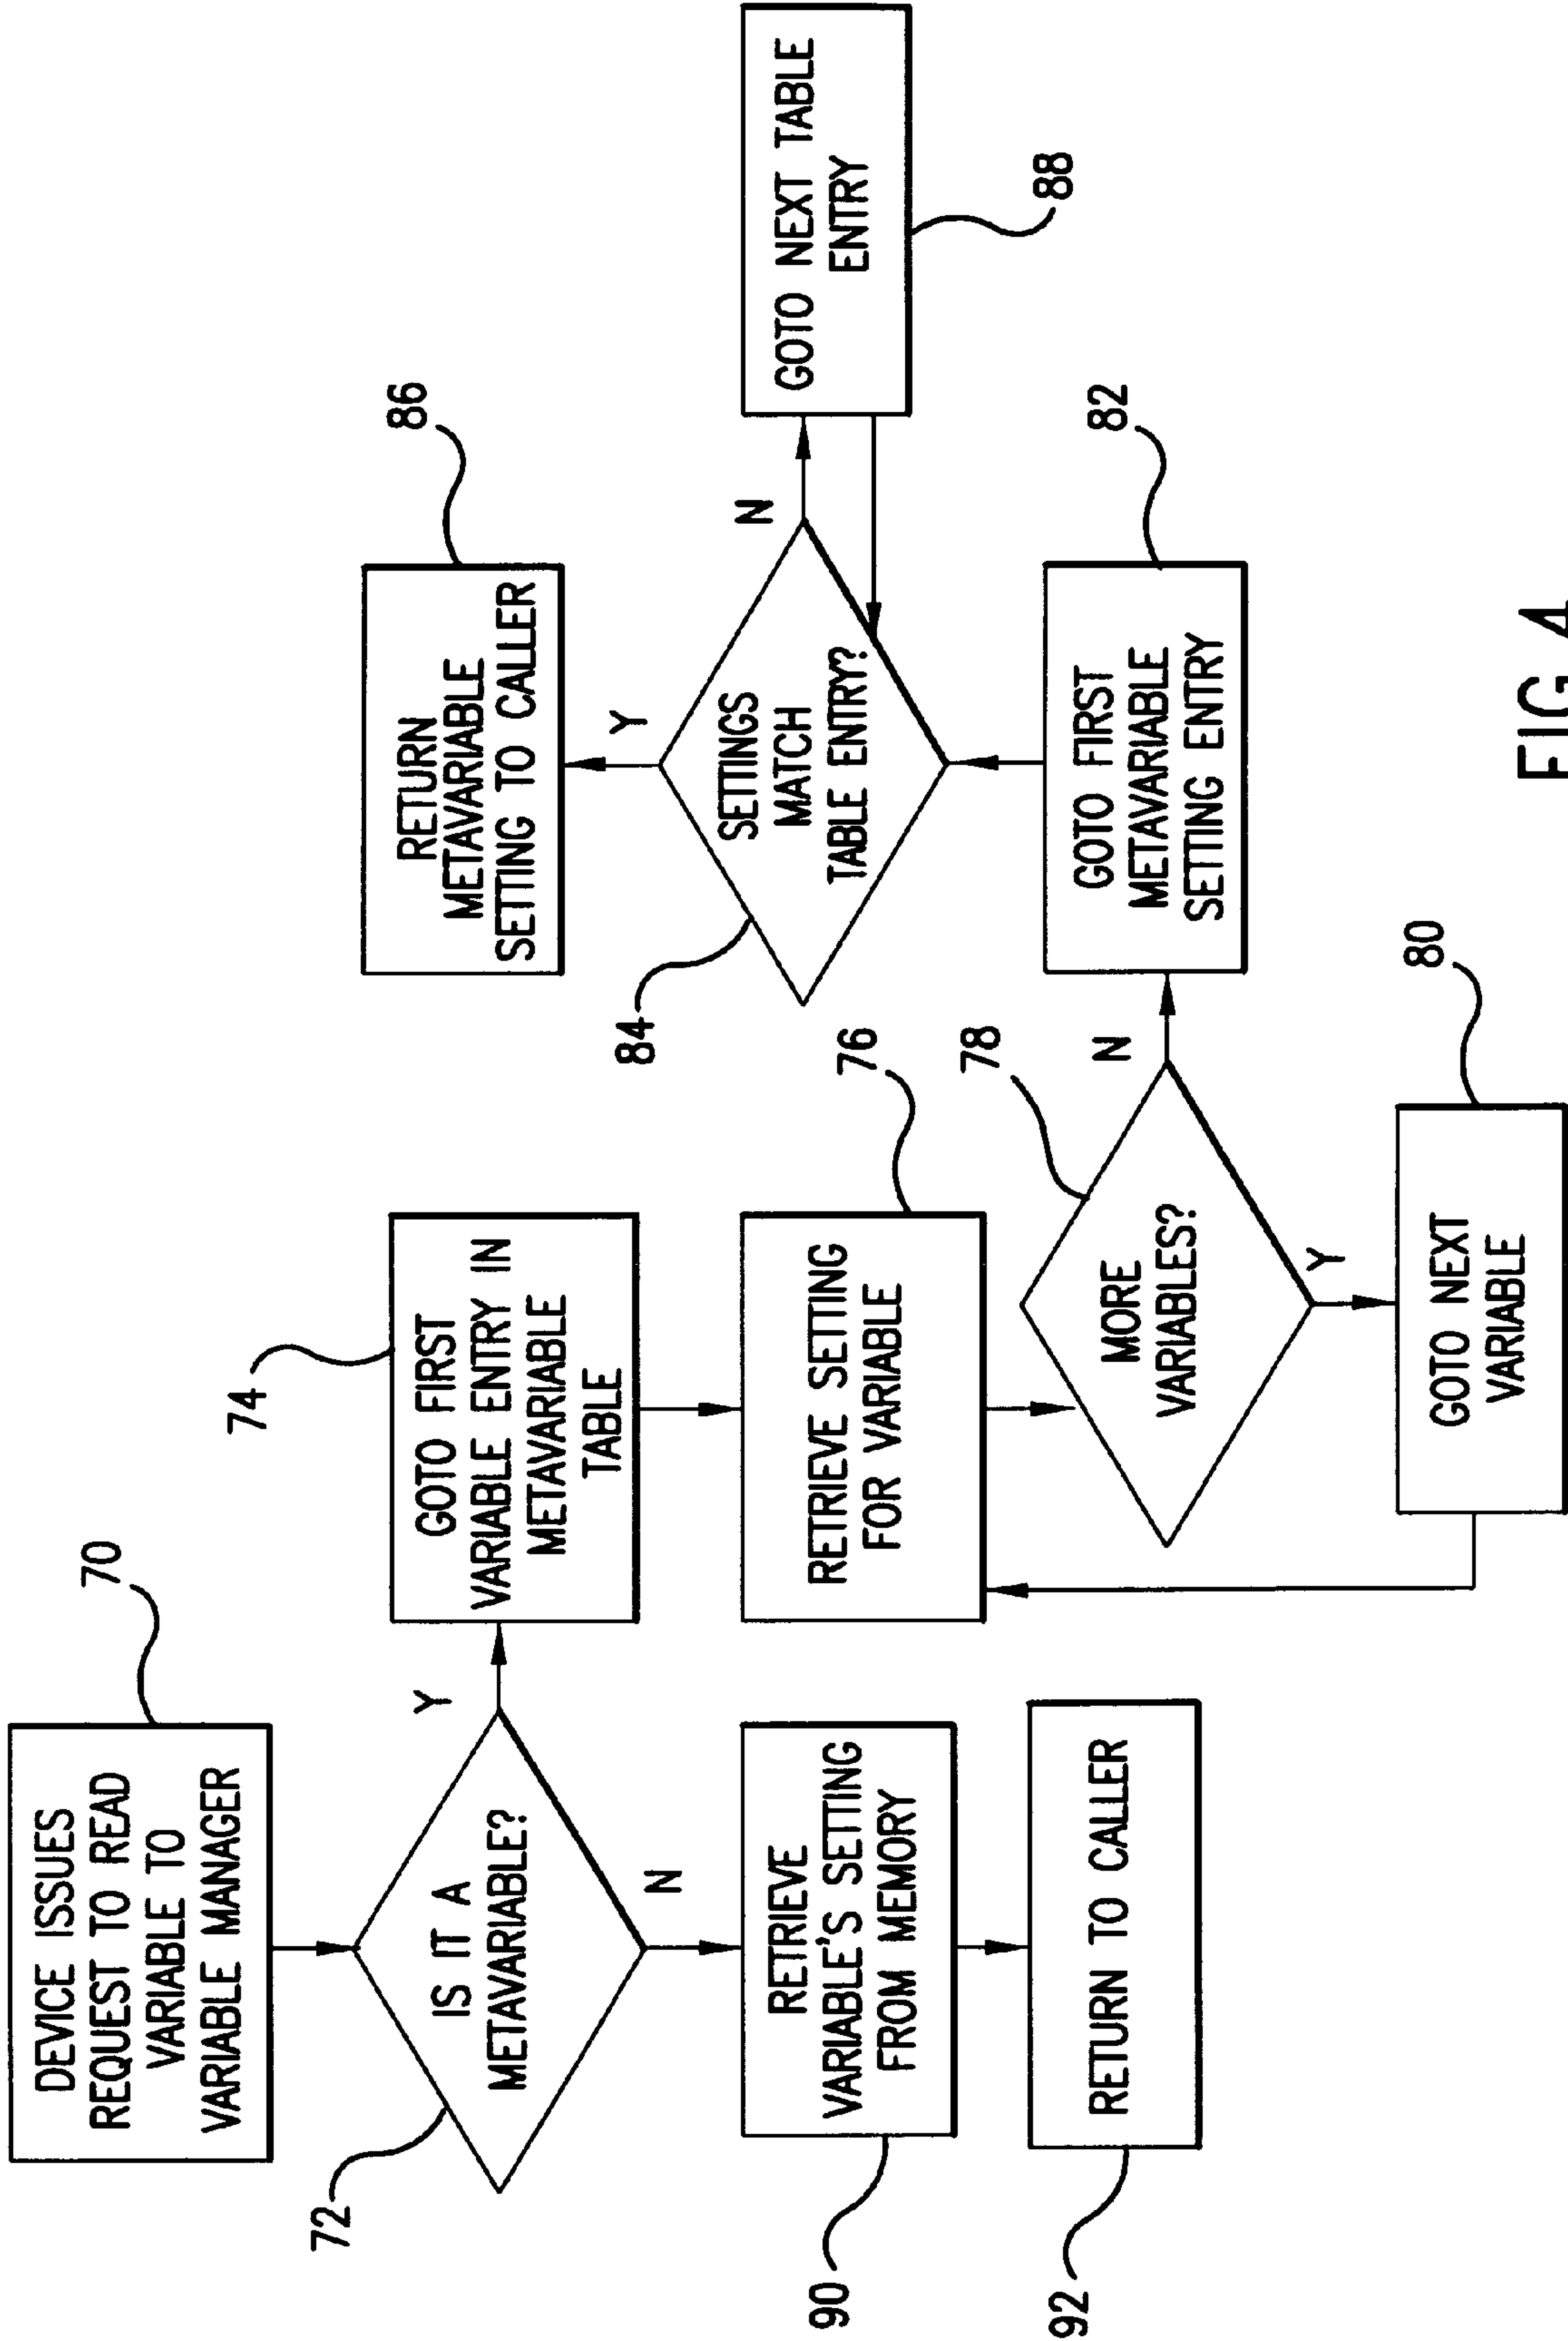 70
DEVICE ISSUES
REQUEST TO READ
VARIABLE TO
VARIABLE MANAGER
72
IS IT A
METAVARIABLE?
Y
N
74
GOTO FIRST
VARIABLE ENTRY IN
METAVARIABLE
TABLE
90
RETRIEVE
VARIABLE'S SETTING
FROM MEMORY
92
RETURN TO CALLER
76
RETRIEVE SETTING
FOR VARIABLE
78
MORE
VARIABLES?
N
Y
80
GOTO NEXT
VARIABLE
82
GOTO FIRST
METAVARIABLE
SETTING ENTRY
84
SETTINGS
MATCH
TABLE ENTRY?
Y
N
86
RETURN
METAVARIABLE
SETTING TO CALLER
88
GOTO NEXT TABLE
ENTRY
FIG.4